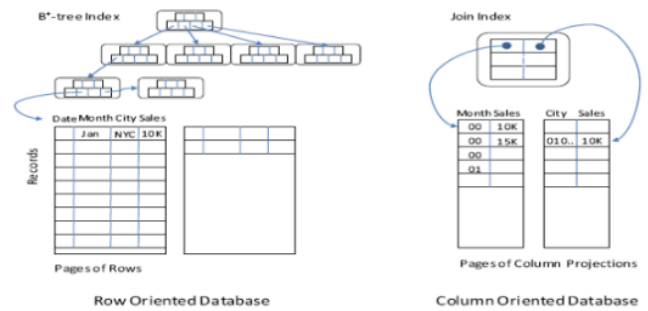 B+-tree Index
Join Index
Date Month City Sales
Jan NYC 10K
Records
Pages of Rows
Row Oriented Database
Month Sales
00 10K
00 15K
00
01
City Sales
010.. 10K
Pages of Column Projections
Column Oriented Database